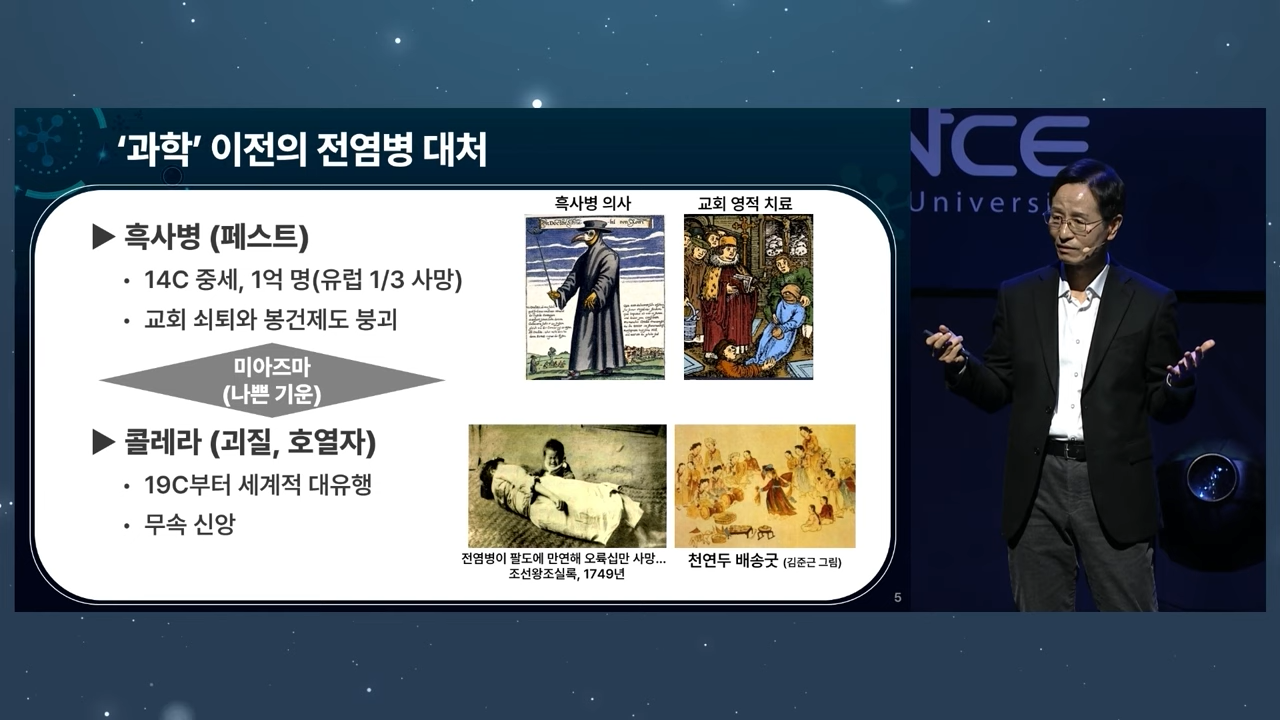 ‘과학’ 이전의 전염병 대처
▶ 흑사병 (페스트)
• 14C 중세, 1억 명(유럽 1/3 사망)
• 교회 쇠퇴와 봉건제도 붕괴
미아즈마
(나쁜 기운)
▶ 콜레라 (괴질, 호열자)
• 19C부터 세계적 대유행
• 무속 신앙
흑사병 의사
교회 영적 치료
전염병이 팔도에 만연해 오륙십만 사망...
조선왕조실록, 1749년
천연두 배송굿 (김준근 그림)
5
NCE
Universi